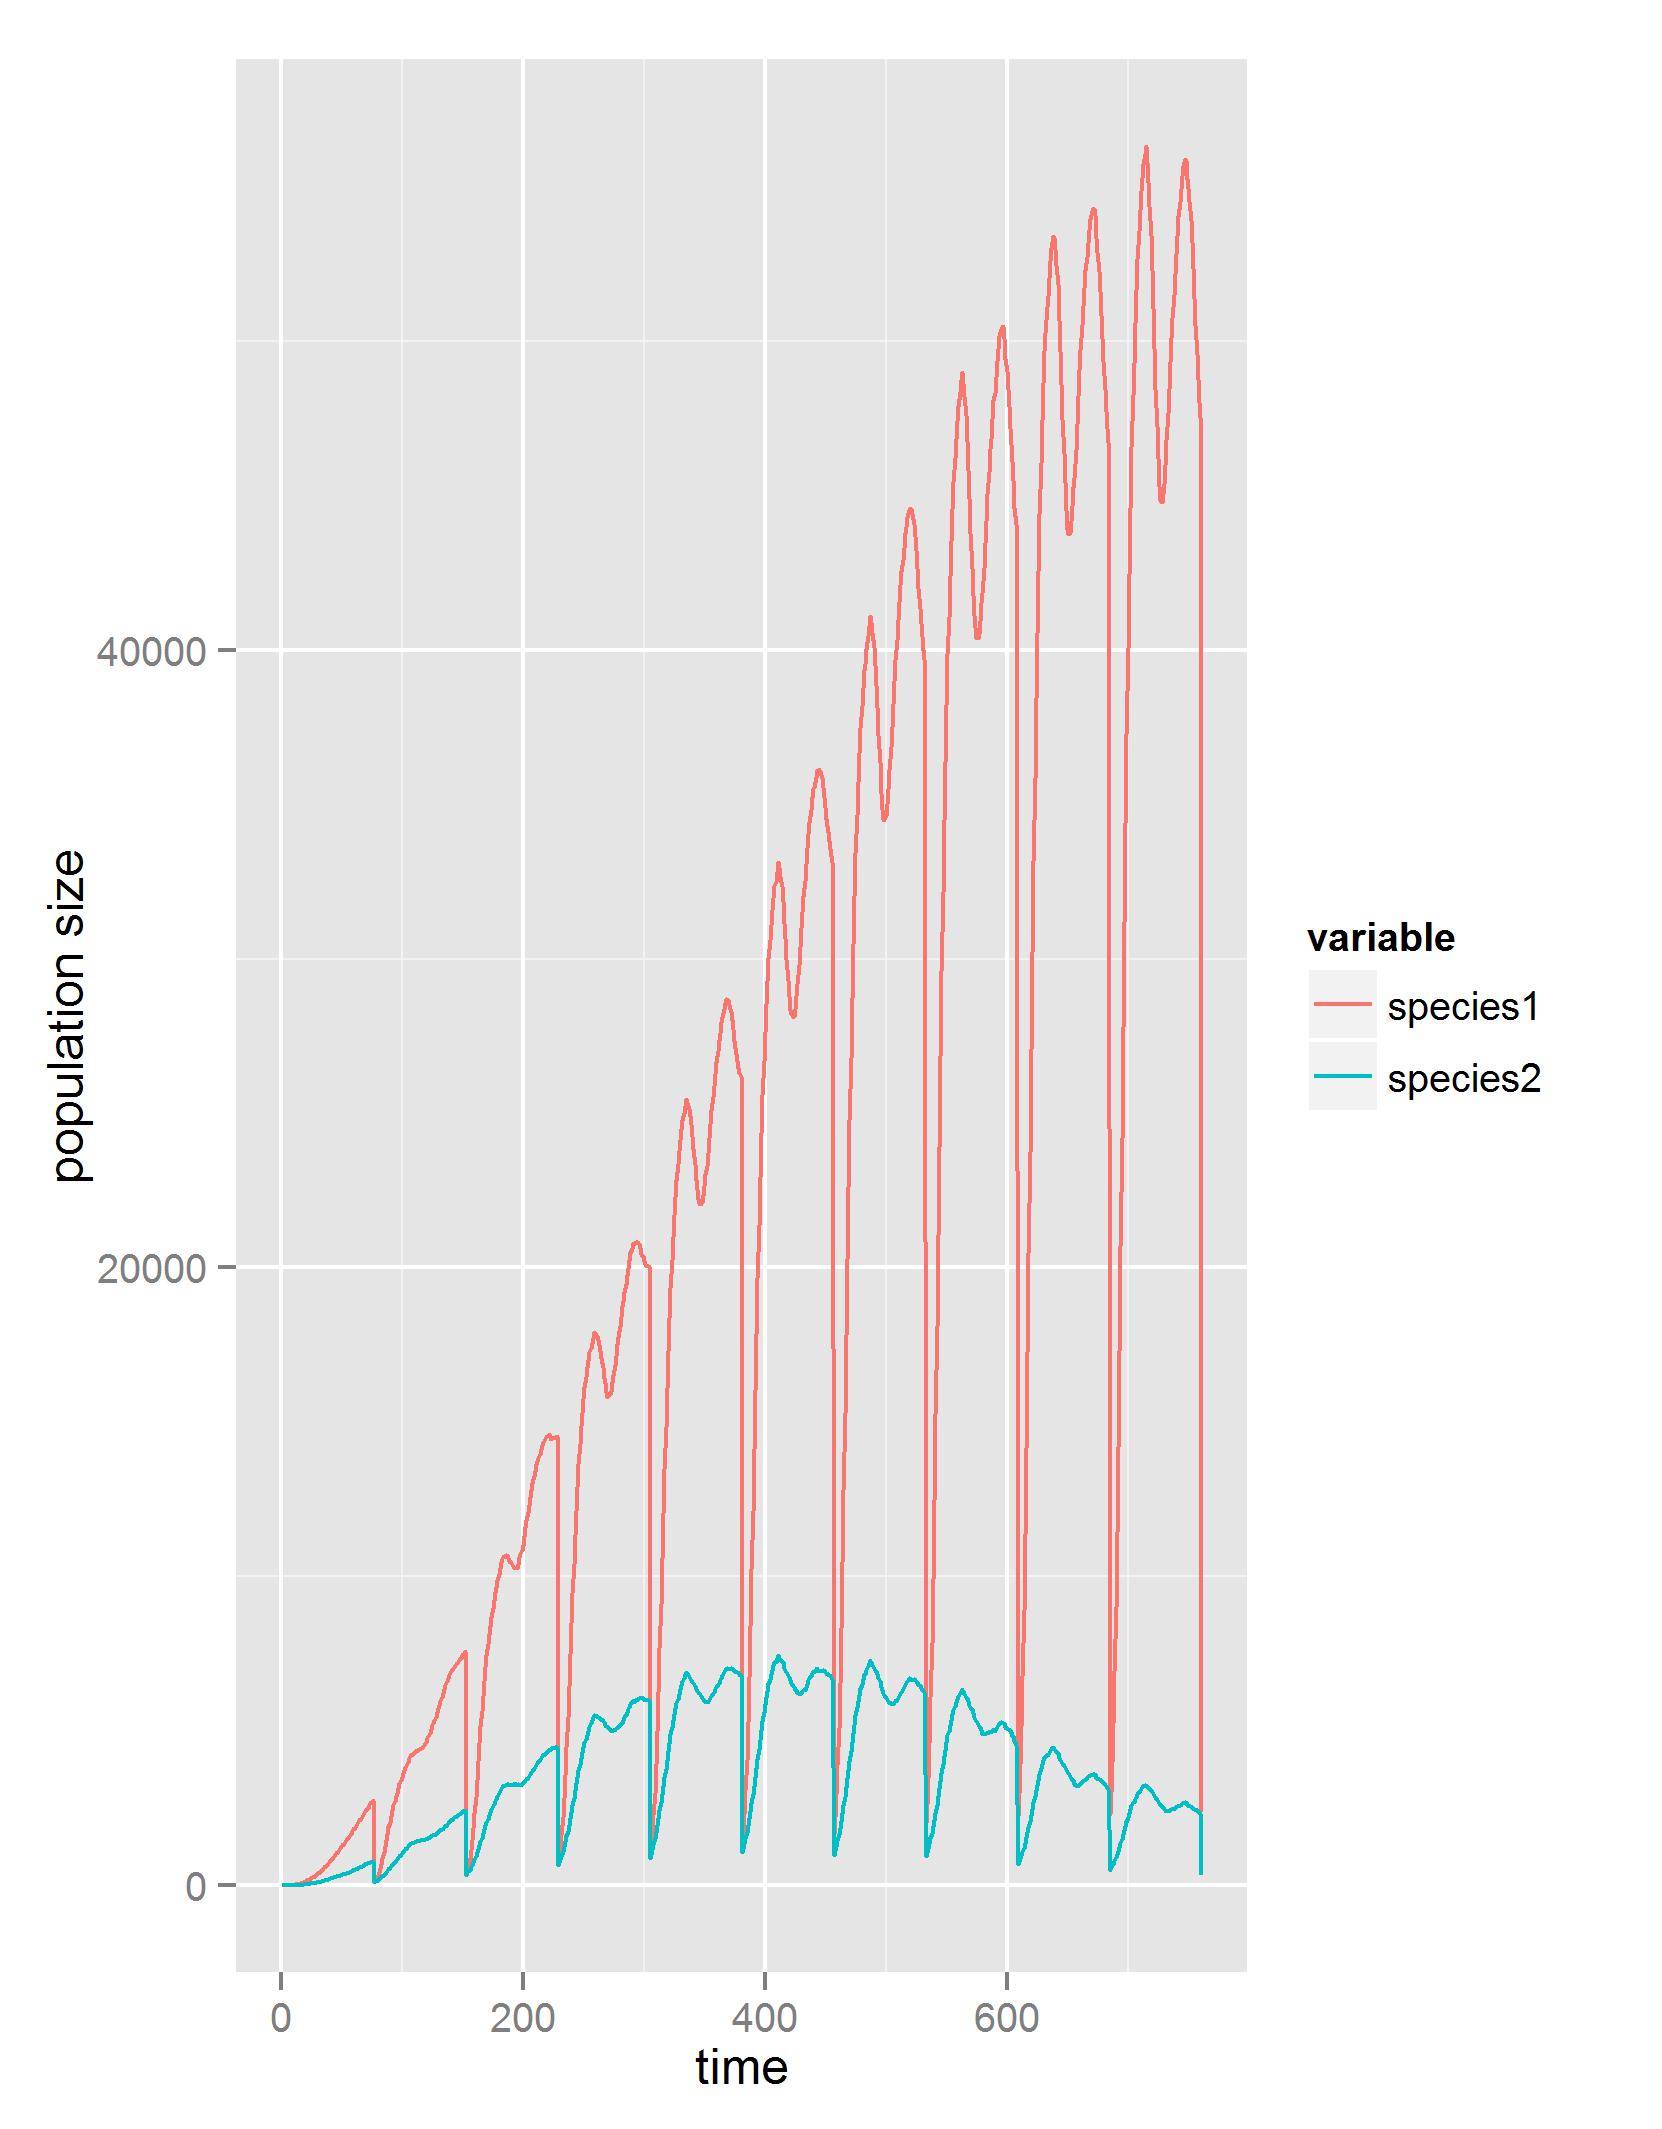 population size
40000
20000
0
0 200 400 600
time
variable
species1
species2